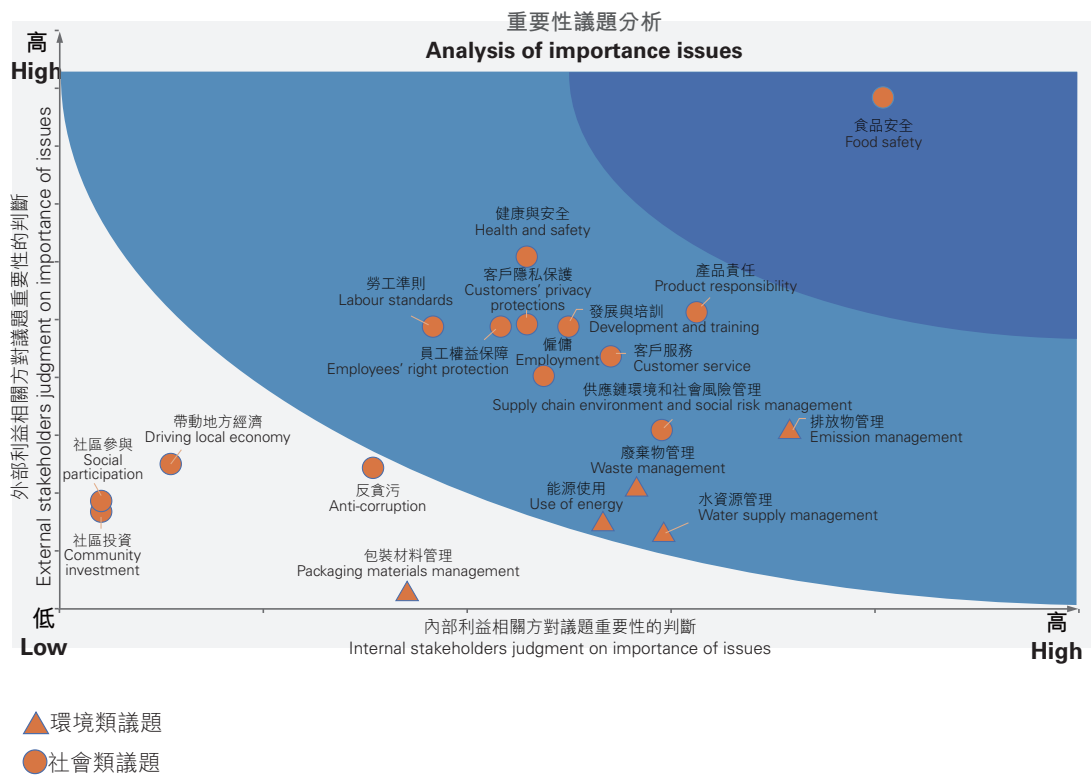 重要性議題分析
Analysis of importance issues
高
High
外部利益相關方對議題重要性的判斷
External stakeholders judgment on importance of issues
食品安全
Food safety
健康與安全
Health and safety
客戶隱私保護
Customers’ privacy
protections
勞工準則
Labour standards
產品責任
Product responsibility
發展與培訓
Development and training
員工權益保障
Employees’ right protection
僱傭
Employment
客戶服務
Customer service
供應鏈環境和社會風險管理
Supply chain environment and social risk management
排放物管理
Emission management
廢棄物管理
Waste management
能源使用
Use of energy
水資源管理
Water supply management
帶動地方經濟
Driving local economy
社區參與
Social
participation
反貪污
Anti-corruption
社區投資
Community
investment
包裝材料管理
Packaging materials management
低
Low
內部利益相關方對議題重要性的判斷
Internal stakeholders judgment on importance of issues
高
High
環境類議題
社會類議題